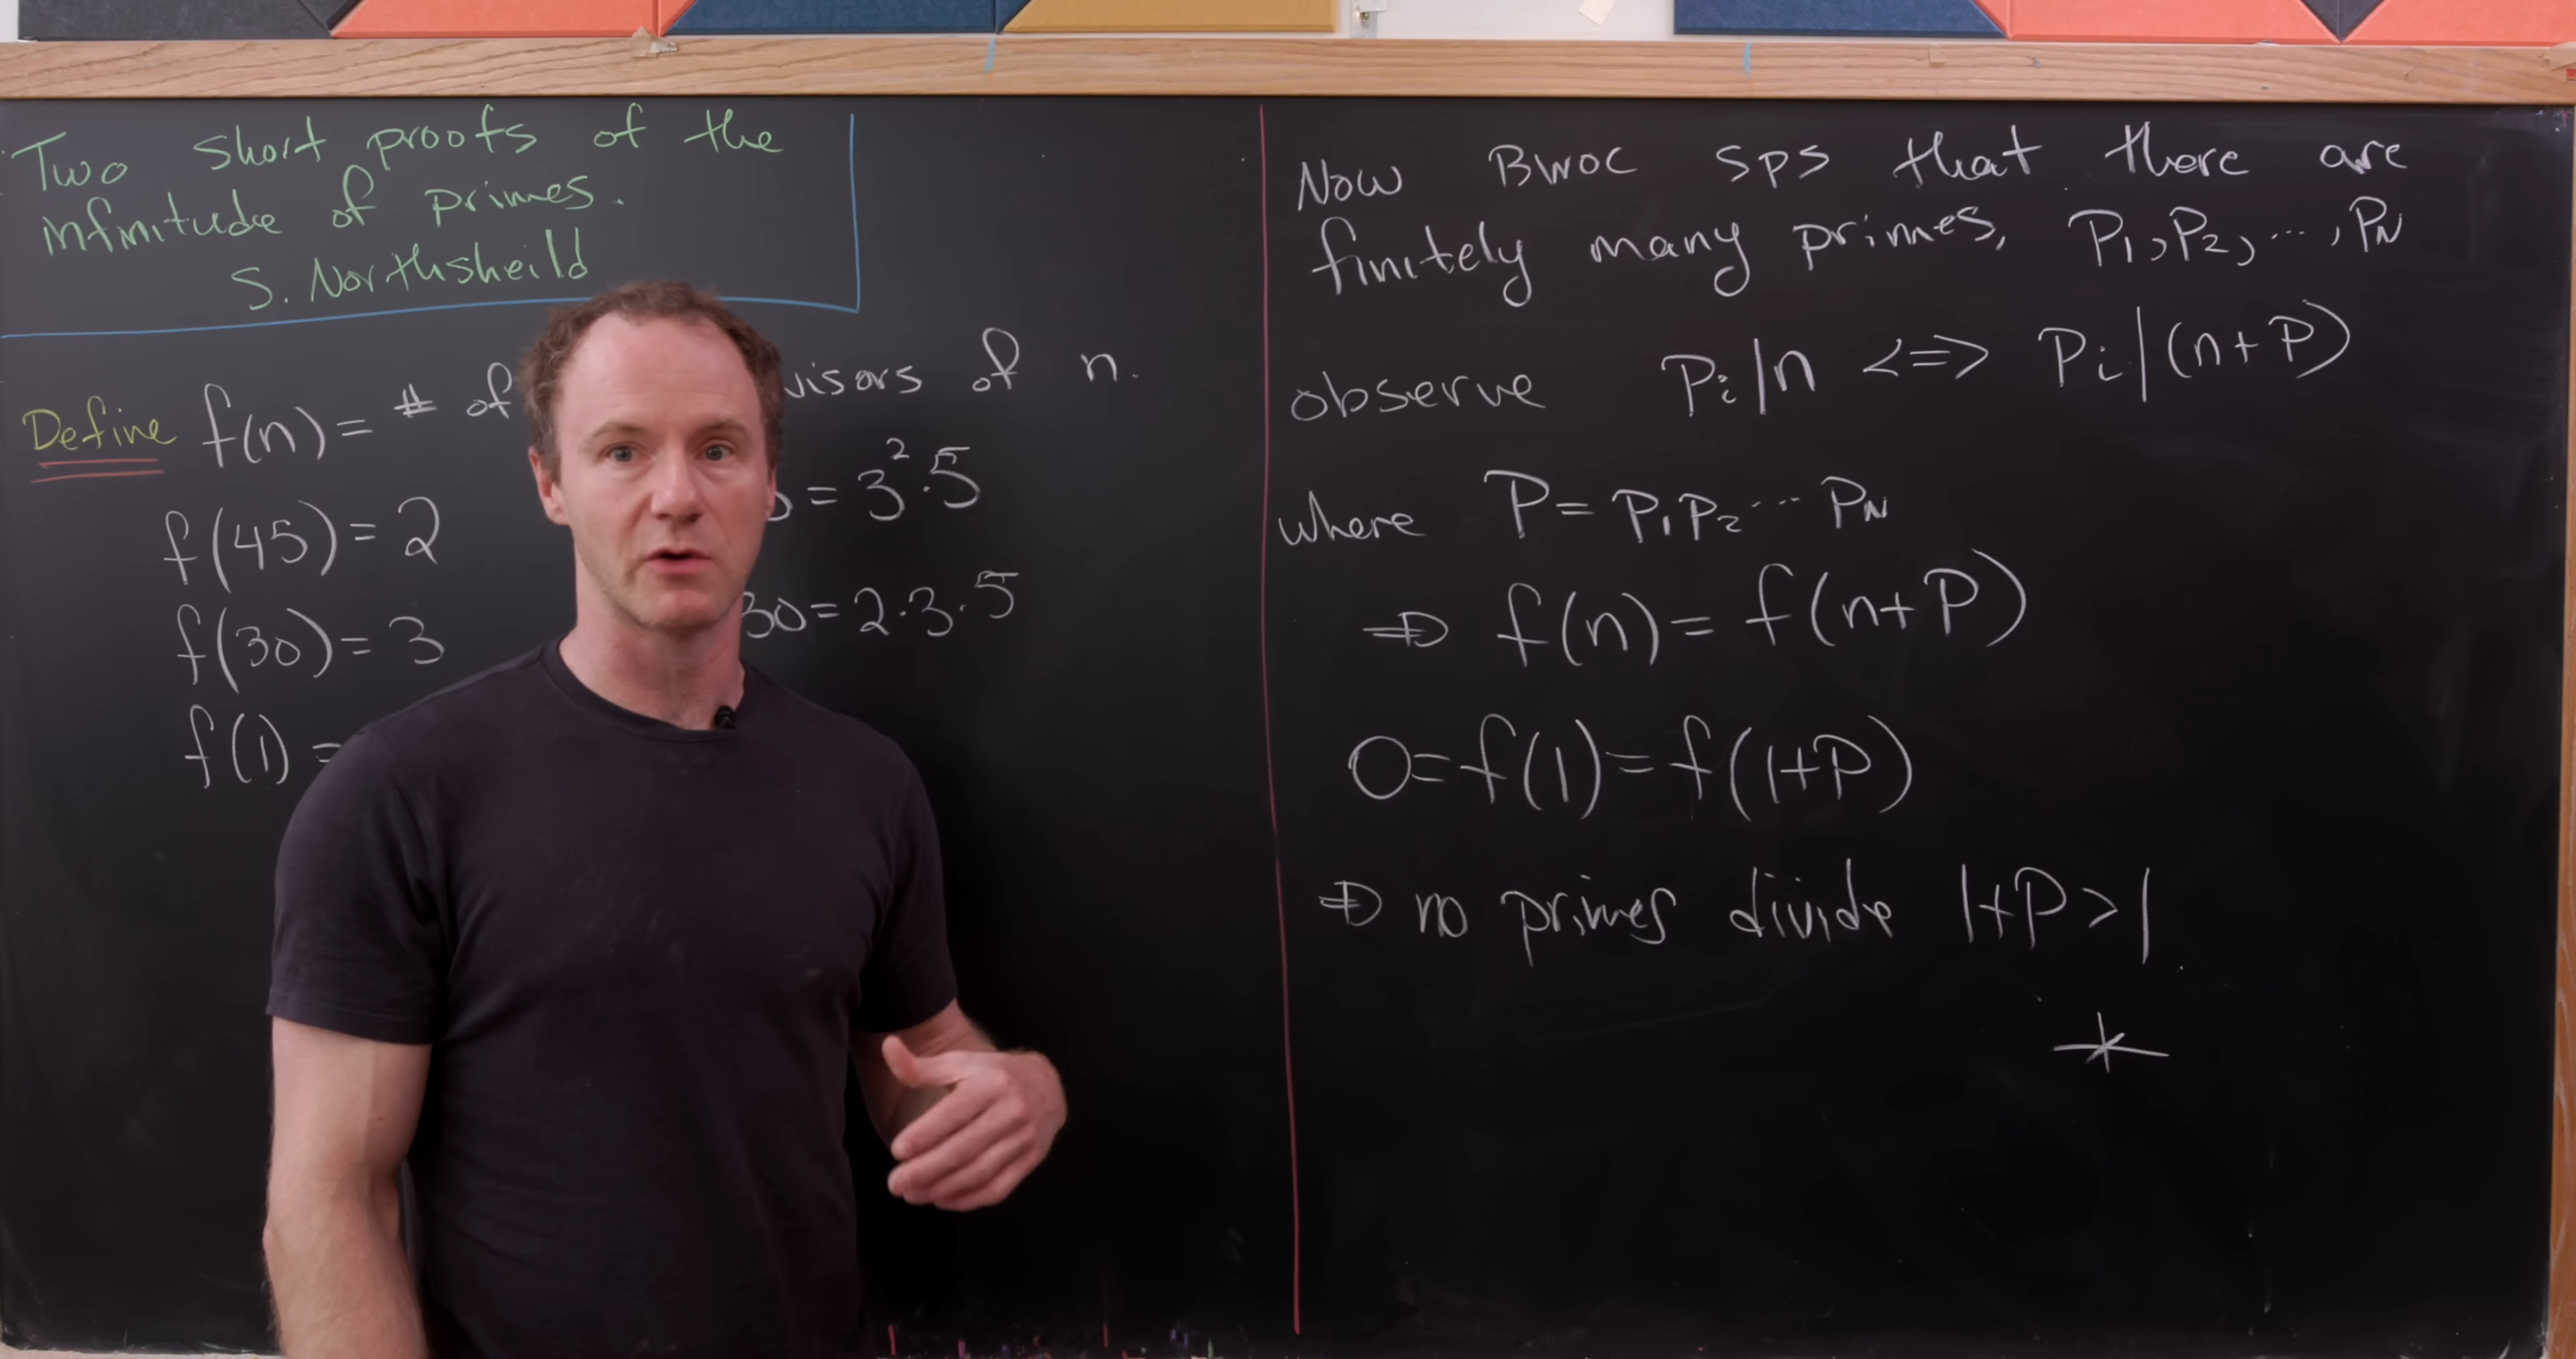 Two short proofs of the
infinitude of primes.
S. Northsheild
Define f(n) = # of visors of n.
f(45) = 2 = 3².5
f(30) = 3 30 = 2·3·5
f(1) =
Now BWOC sps that there are
finitely many primes, P₁, P₂, ..., P_N
observe Pᵢ|n <=> Pᵢ|(n+P)
where P = P₁P₂...P_N
⇒ f(n) = f(n+P)
0=f(1)=f(1+P)
⇒ no primes divide 1+P>1